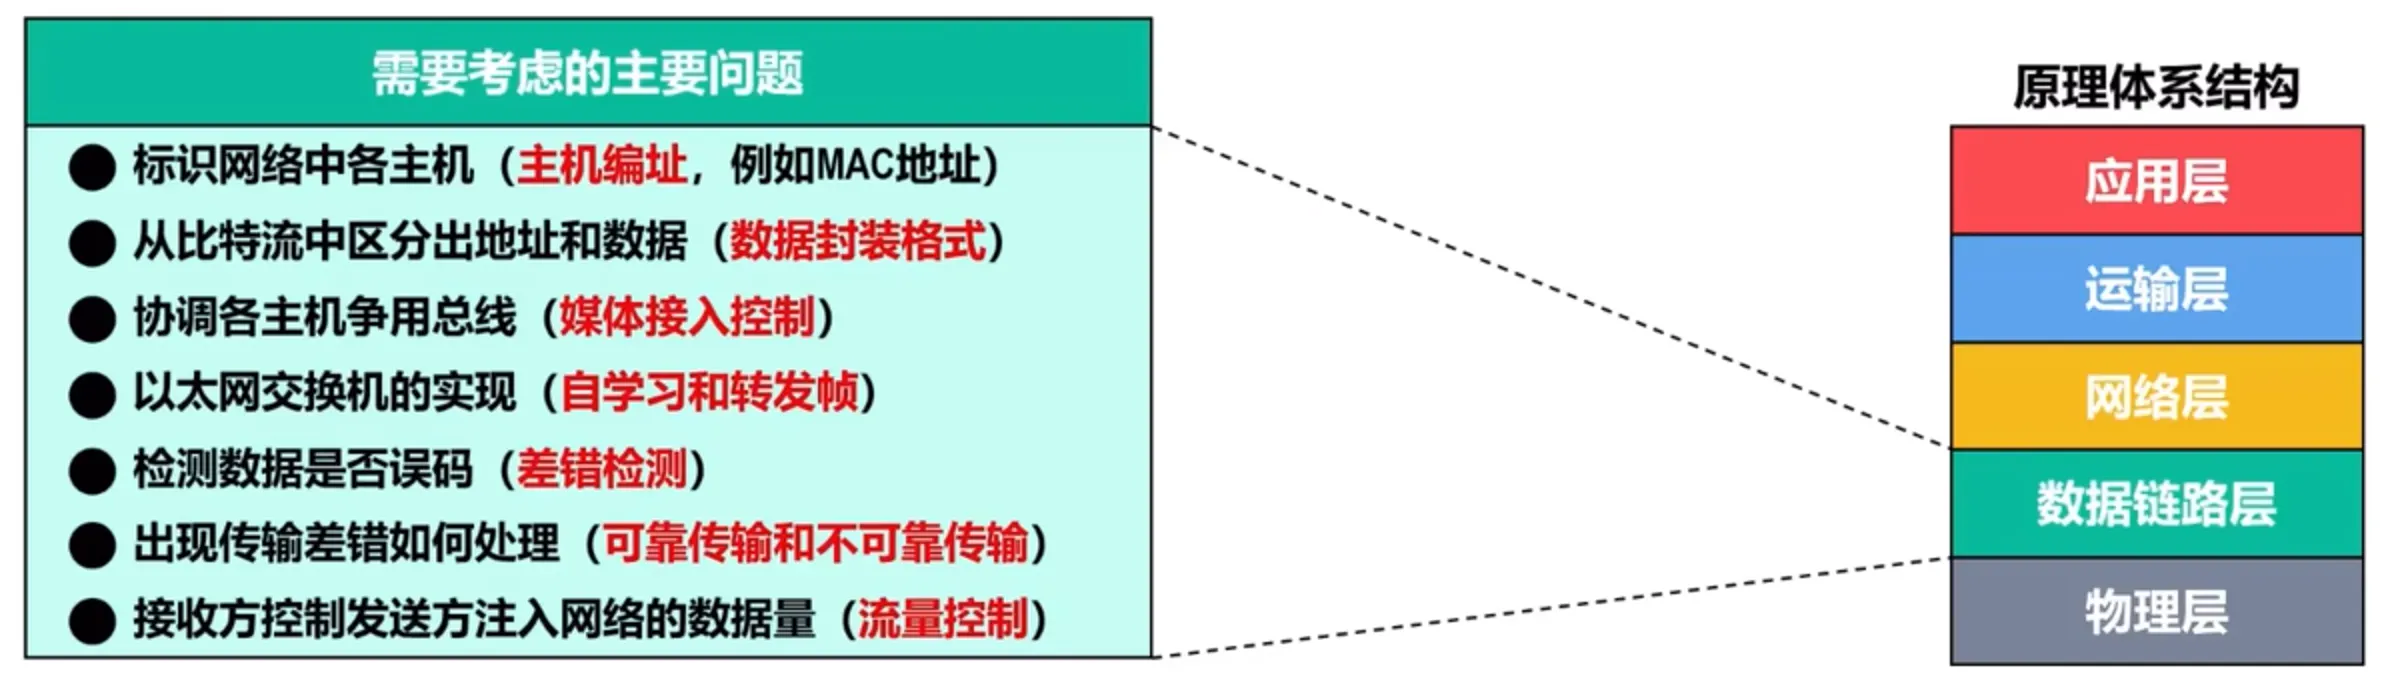 需要考虑的主要问题
● 标识网络中各主机（主机编址，例如MAC地址）
● 从比特流中区分出地址和数据（数据封装格式）
● 协调各主机争用总线（媒体接入控制）
● 以太网交换机的实现（自学习和转发帧）
● 检测数据是否误码（差错检测）
● 出现传输差错如何处理（可靠传输和不可靠传输）
● 接收方控制发送方注入网络的数据量（流量控制）
原理体系结构
应用层
运输层
网络层
数据链路层
物理层